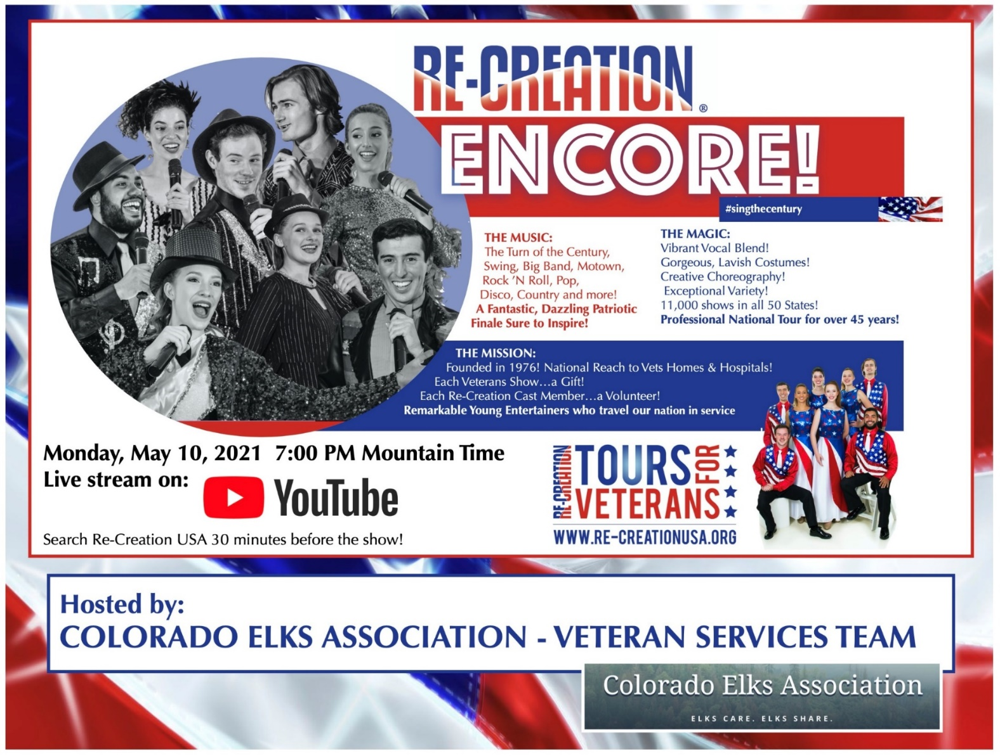 RE-CREATION®
ENCORE!
#singthecentury
THE MUSIC:
The Turn of the Century,
Swing, Big Band, Motown,
Rock 'N Roll, Pop,
Disco, Country and more!
A Fantastic, Dazzling Patriotic
Finale Sure to Inspire!
THE MAGIC:
Vibrant Vocal Blend!
Gorgeous, Lavish Costumes!
Creative Choreography!
Exceptional Variety!
11,000 shows in all 50 States!
Professional National Tour for over 45 years!
THE MISSION:
Founded in 1976! National Reach to Vets Homes & Hospitals!
Each Veterans Show...a Gift!
Each Re-Creation Cast Member...a Volunteer!
Remarkable Young Entertainers who travel our nation in service
Monday, May 10, 2021 7:00 PM Mountain Time
Live stream on:
YouTube
Search Re-Creation USA 30 minutes before the show!
RE-CREATION
TOURS FOR
VETERANS
WWW.RE-CREATIONUSA.ORG
Hosted by:
COLORADO ELKS ASSOCIATION - VETERAN SERVICES TEAM
Colorado Elks Association
ELKS CARE. ELKS SHARE.